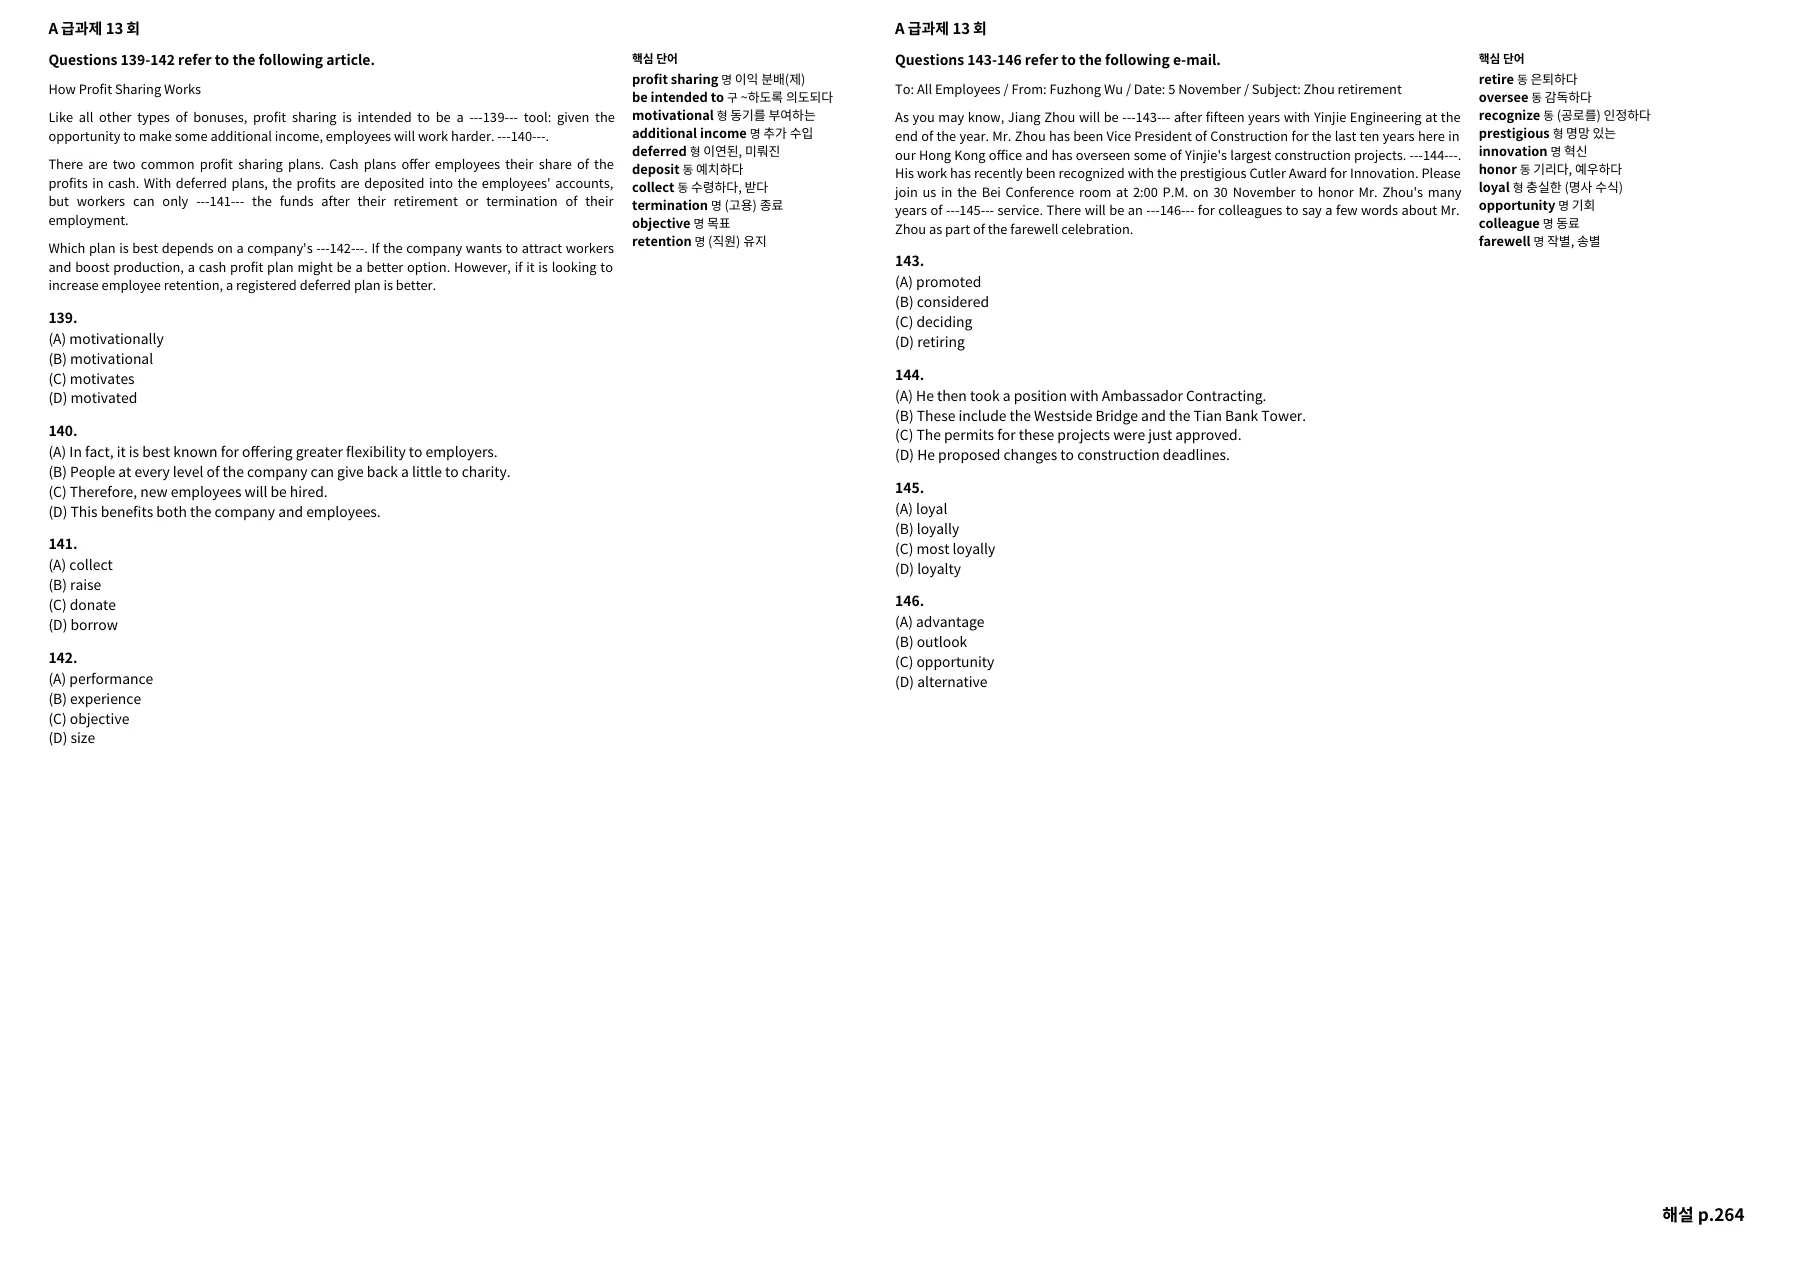 A 급과제 13 회
Questions 139-142 refer to the following article.
How Profit Sharing Works
Like all other types of bonuses, profit sharing is intended to be a ---139--- tool: given the
opportunity to make some additional income, employees will work harder. ---140---.
There are two common profit sharing plans. Cash plans offer employees their share of the
profits in cash. With deferred plans, the profits are deposited into the employees' accounts,
but workers can only ---141--- the funds after their retirement or termination of their
employment.
Which plan is best depends on a company's ---142---. If the company wants to attract workers
and boost production, a cash profit plan might be a better option. However, if it is looking to
increase employee retention, a registered deferred plan is better.
139.
(A) motivationally
(B) motivational
(C) motivates
(D) motivated
140.
(A) In fact, it is best known for offering greater flexibility to employers.
(B) People at every level of the company can give back a little to charity.
(C) Therefore, new employees will be hired.
(D) This benefits both the company and employees.
141.
(A) collect
(B) raise
(C) donate
(D) borrow
142.
(A) performance
(B) experience
(C) objective
(D) size
핵심 단어
profit sharing 명 이익 분배(제)
be intended to 구 ~하도록 의도되다
motivational 형 동기를 부여하는
additional income 명 추가 수입
deferred 형 이연된, 미뤄진
deposit 동 예치하다
collect 동 수령하다, 받다
termination 명 (고용) 종료
objective 명 목표
retention 명 (직원) 유지
A 급과제 13 회
Questions 143-146 refer to the following e-mail.
To: All Employees / From: Fuzhong Wu / Date: 5 November / Subject: Zhou retirement
As you may know, Jiang Zhou will be ---143--- after fifteen years with Yinjie Engineering at the
end of the year. Mr. Zhou has been Vice President of Construction for the last ten years here in
our Hong Kong office and has overseen some of Yinjie's largest construction projects. ---144---.
His work has recently been recognized with the prestigious Cutler Award for Innovation. Please
join us in the Bei Conference room at 2:00 P.M. on 30 November to honor Mr. Zhou's many
years of ---145--- service. There will be an ---146--- for colleagues to say a few words about Mr.
Zhou as part of the farewell celebration.
143.
(A) promoted
(B) considered
(C) deciding
(D) retiring
144.
(A) He then took a position with Ambassador Contracting.
(B) These include the Westside Bridge and the Tian Bank Tower.
(C) The permits for these projects were just approved.
(D) He proposed changes to construction deadlines.
145.
(A) loyal
(B) loyally
(C) most loyally
(D) loyalty
146.
(A) advantage
(B) outlook
(C) opportunity
(D) alternative
핵심 단어
retire 동 은퇴하다
oversee 동 감독하다
recognize 동 (공로를) 인정하다
prestigious 형 명망 있는
innovation 명 혁신
honor 동 기리다, 예우하다
loyal 형 충실한 (명사 수식)
opportunity 명 기회
colleague 명 동료
farewell 명 작별, 송별
해설 p.264